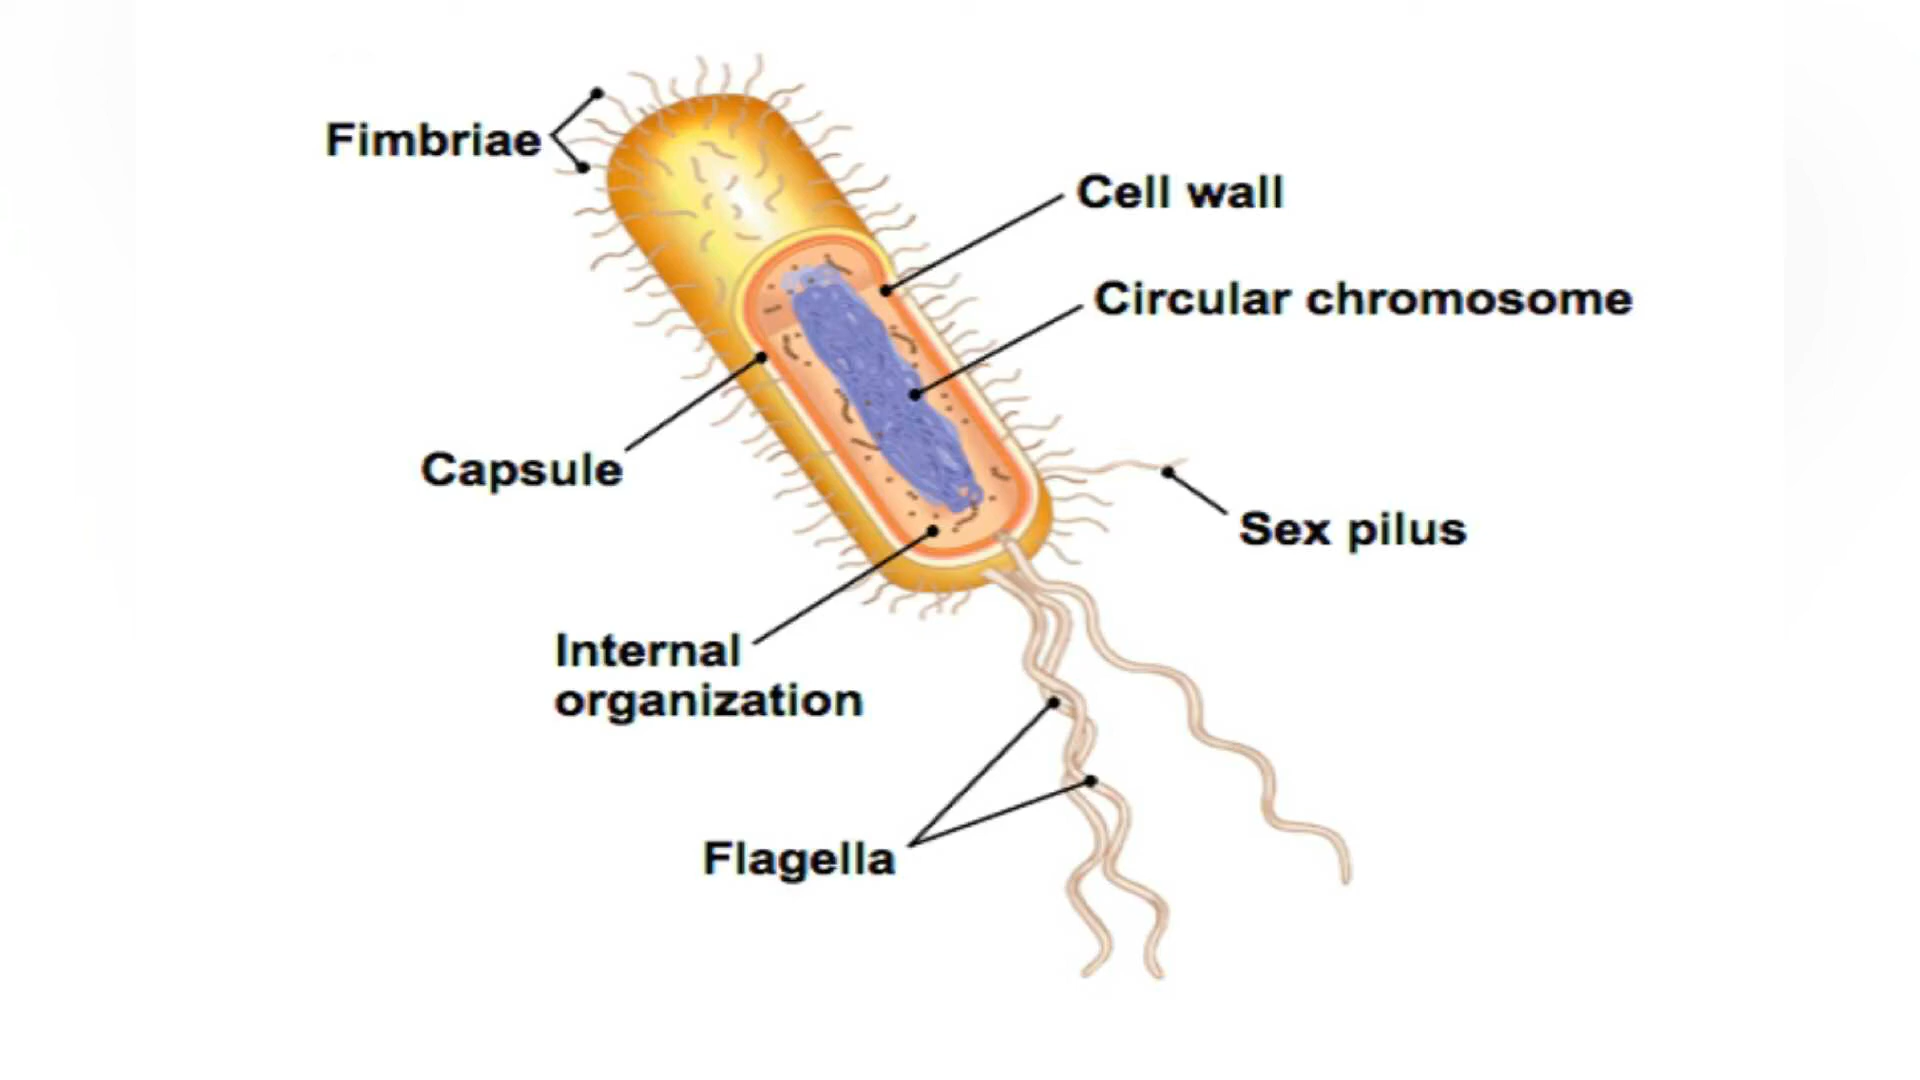 Fimbriae
Cell wall
Circular chromosome
Capsule
Sex pilus
Internal
organization
Flagella